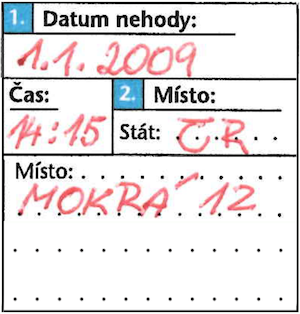 1. Datum nehody:
1.1.2009
Čas: 2. Místo:
14:15 Stát: ČR
Místo:
MOKRÁ 12